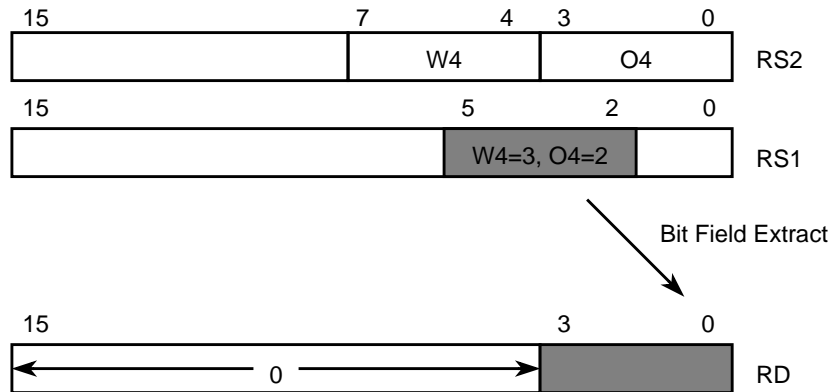 15 7 4 3 0
W4 O4 RS2
15 5 2 0
W4=3, O4=2 RS1
Bit Field Extract
15 3 0
0 RD